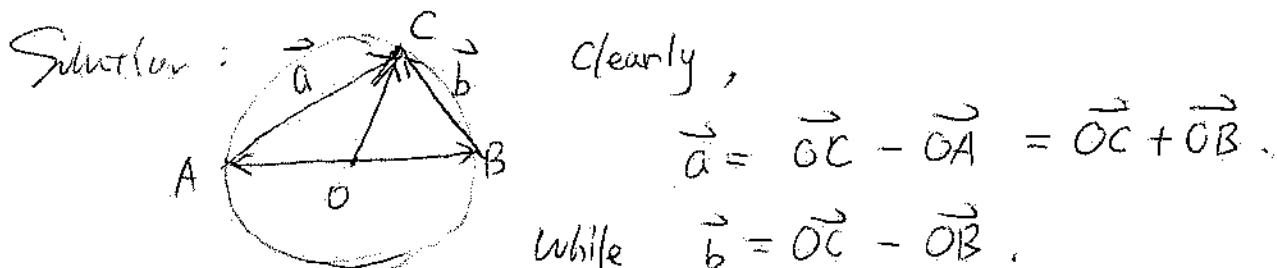 Solution :
C
a⃗
b⃗
A
O
B
Clearly,
a⃗ = OC⃗ − OA⃗ = OC⃗ + OB⃗ .
While b⃗ = OC⃗ − OB⃗ .